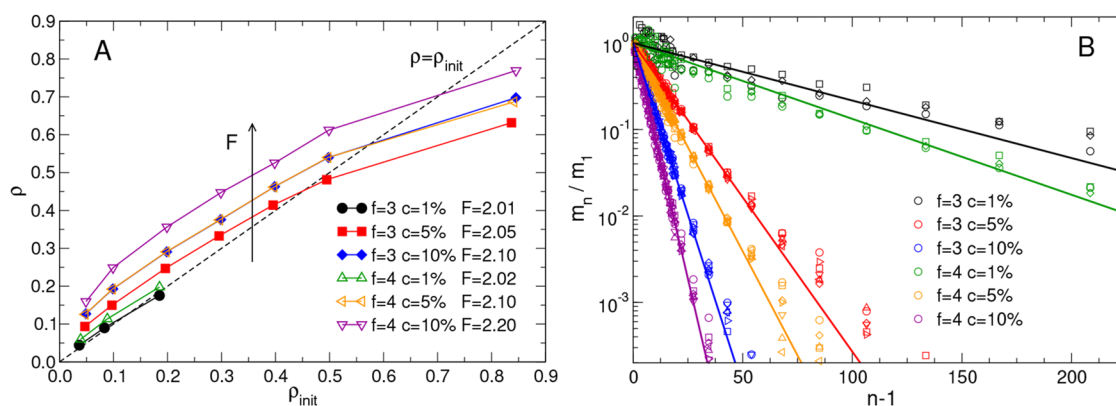 A
ρ=ρinit
F
ρ
0.9
0.8
0.7
0.6
0.5
0.4
0.3
0.2
0.1
0.0
f=3 c=1% F=2.01
f=3 c=5% F=2.05
f=3 c=10% F=2.10
f=4 c=1% F=2.02
f=4 c=5% F=2.10
f=4 c=10% F=2.20
0.0 0.1 0.2 0.3 0.4 0.5 0.6 0.7 0.8 0.9
ρinit
B
mn / m1
10^0
10^-1
10^-2
10^-3
f=3 c=1%
f=3 c=5%
f=3 c=10%
f=4 c=1%
f=4 c=5%
f=4 c=10%
0 50 100 150 200
n-1